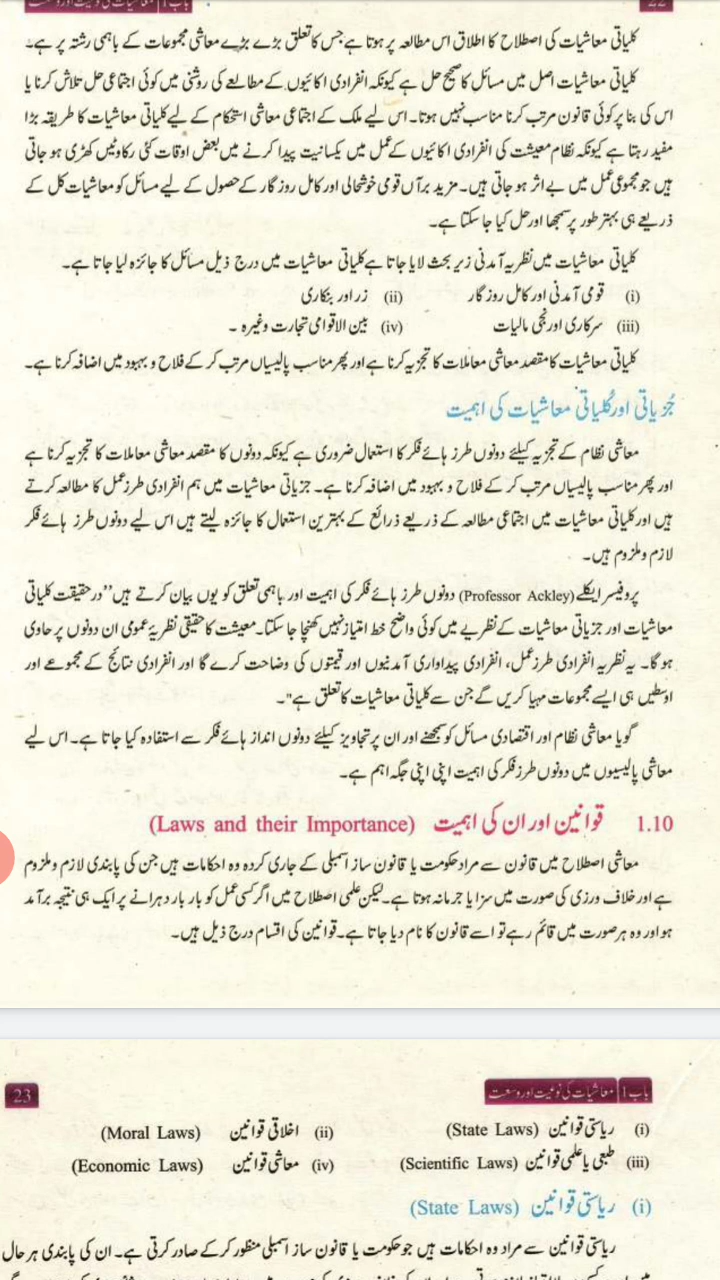 22
باب 1 معاشیات کی نوعیت اور وسعت
کلیاتی معاشیات کی اصطلاح کا اطلاق اس مطالعہ پر ہوتا ہے جس کا تعلق بڑے بڑے معاشی مجموعات کے باہمی رشتہ پر ہے۔
کلیاتی معاشیات اصل میں مسائل کا صحیح حل ہے کیونکہ انفرادی اکائیوں کے مطالعے کی روشنی میں کوئی اجتماعی حل تلاش کرنا یا
اس کی بنا پر کوئی قانون مرتب کرنا مناسب نہیں ہوتا۔ اس لیے ملک کے اجتماعی معاشی استحکام کے لیے کلیاتی معاشیات کا طریقہ بڑا
مفید رہتا ہے کیونکہ نظام معیشت کی انفرادی اکائیوں کے عمل میں یکسانیت پیدا کرنے میں بعض اوقات کئی رکاوٹیں کھڑی ہو جاتی
ہیں جو مجموعی عمل میں بے اثر ہو جاتی ہیں۔ مزید برآں قومی خوشحالی اور کامل روزگار کے حصول کے لیے مسائل کو معاشیات کل کے
ذریعے ہی بہتر طور پر سمجھا اور حل کیا جا سکتا ہے۔
کلیاتی معاشیات میں نظریہ آمدنی زیر بحث لایا جاتا ہے کلیاتی معاشیات میں درج ذیل مسائل کا جائزہ لیا جاتا ہے۔
(i) قومی آمدنی اور کامل روزگار (ii) زر اور بنکاری
(iii) سرکاری اور نجی مالیات (iv) بین الاقوامی تجارت وغیرہ ۔
کلیاتی معاشیات کا مقصد معاشی معاملات کا تجزیہ کرنا ہے اور پھر مناسب پالیسیاں مرتب کر کے فلاح و بہبود میں اضافہ کرنا ہے۔
جُزیاتی اور کُلیاتی معاشیات کی اہمیت
معاشی نظام کے تجزیہ کیلئے دونوں طرز ہائے فکر کا استعمال ضروری ہے کیونکہ دونوں کا مقصد معاشی معاملات کا تجزیہ کرنا ہے
اور پھر مناسب پالیسیاں مرتب کر کے فلاح و بہبود میں اضافہ کرنا ہے۔ جزیاتی معاشیات میں ہم انفرادی طرز عمل کا مطالعہ کرتے
ہیں اور کلیاتی معاشیات میں اجتماعی مطالعہ کے ذریعے ذرائع کے بہترین استعمال کا جائزہ لیتے ہیں اس لیے دونوں طرز ہائے فکر
لازم و ملزوم ہیں۔
پروفیسر ایکلے (Professor Ackley) دونوں طرز ہائے فکر کی اہمیت اور باہمی تعلق کو یوں بیان کرتے ہیں "در حقیقت کلیاتی
معاشیات اور جزیاتی معاشیات کے نظریے میں کوئی واضح خط امتیاز نہیں کھنچا جا سکتا۔ معیشت کا حقیقی نظریۂ عمومی ان دونوں پر حاوی
ہو گا۔ یہ نظریہ انفرادی طرز عمل، انفرادی پیداواری آمدنیوں اور قیمتوں کی وضاحت کرے گا اور انفرادی نتائج کے مجموعے اور
اوسطیں ہی ایسے مجموعات مہیا کریں گے جن سے کلیاتی معاشیات کا تعلق ہے"۔
گویا معاشی نظام اور اقتصادی مسائل کو سمجھنے اور ان پر تجاویز کیلئے دونوں انداز ہائے فکر سے استفادہ کیا جاتا ہے۔ اس لیے
معاشی پالیسیوں میں دونوں طرز فکر کی اہمیت اپنی اپنی جگہ اہم ہے۔
1.10 قوانین اور ان کی اہمیت (Laws and their Importance)
معاشی اصطلاح میں قانون سے مراد حکومت یا قانون ساز اسمبلی کے جاری کردہ وہ احکامات ہیں جن کی پابندی لازم و ملزوم
ہے اور خلاف ورزی کی صورت میں سزا یا جرمانہ ہوتا ہے۔ لیکن علمی اصطلاح میں اگر کسی عمل کو بار بار دہرانے پر ایک ہی نتیجہ برآمد
ہو اور وہ ہر صورت میں قائم رہے تو اسے قانون کا نام دیا جاتا ہے۔ قوانین کی اقسام درج ذیل ہیں۔
باب 1 معاشیات کی نوعیت اور وسعت 23
(i) ریاستی قوانین (State Laws) (ii) اخلاقی قوانین (Moral Laws)
(iii) طبعی یا علمی قوانین (Scientific Laws) (iv) معاشی قوانین (Economic Laws)
(i) ریاستی قوانین (State Laws)
ریاستی قوانین سے مراد وہ احکامات ہیں جو حکومت یا قانون ساز اسمبلی منظور کر کے صادر کرتی ہے۔ ان کی پابندی ہر حال